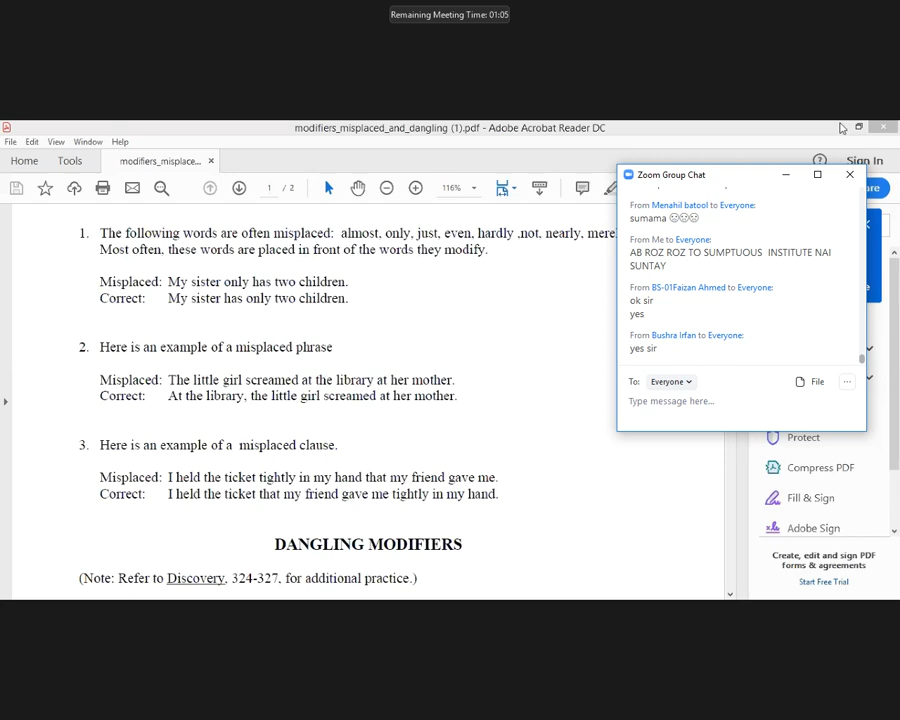 Remaining Meeting Time: 01:05
modifiers_misplaced_and_dangling (1).pdf - Adobe Acrobat Reader DC
File Edit View Window Help
Home Tools modifiers_misplace... × Sign In
1 / 2 116%
1. The following words are often misplaced: almost, only, just, even, hardly ,not, nearly, mere
Most often, these words are placed in front of the words they modify.
Misplaced: My sister only has two children.
Correct: My sister has only two children.
2. Here is an example of a misplaced phrase
Misplaced: The little girl screamed at the library at her mother.
Correct: At the library, the little girl screamed at her mother.
3. Here is an example of a misplaced clause.
Misplaced: I held the ticket tightly in my hand that my friend gave me.
Correct: I held the ticket that my friend gave me tightly in my hand.
DANGLING MODIFIERS
(Note: Refer to Discovery, 324-327, for additional practice.)
Zoom Group Chat
From Menahil batool to Everyone:
sumama ☹☹☹
From Me to Everyone:
AB ROZ ROZ TO SUMPTUOUS INSTITUTE NAI
SUNTAY
From BS-01Faizan Ahmed to Everyone:
ok sir
yes
From Bushra Irfan to Everyone:
yes sir
To: Everyone File ...
Type message here...
Protect
Compress PDF
Fill & Sign
Adobe Sign
Create, edit and sign PDF
forms & agreements
Start Free Trial